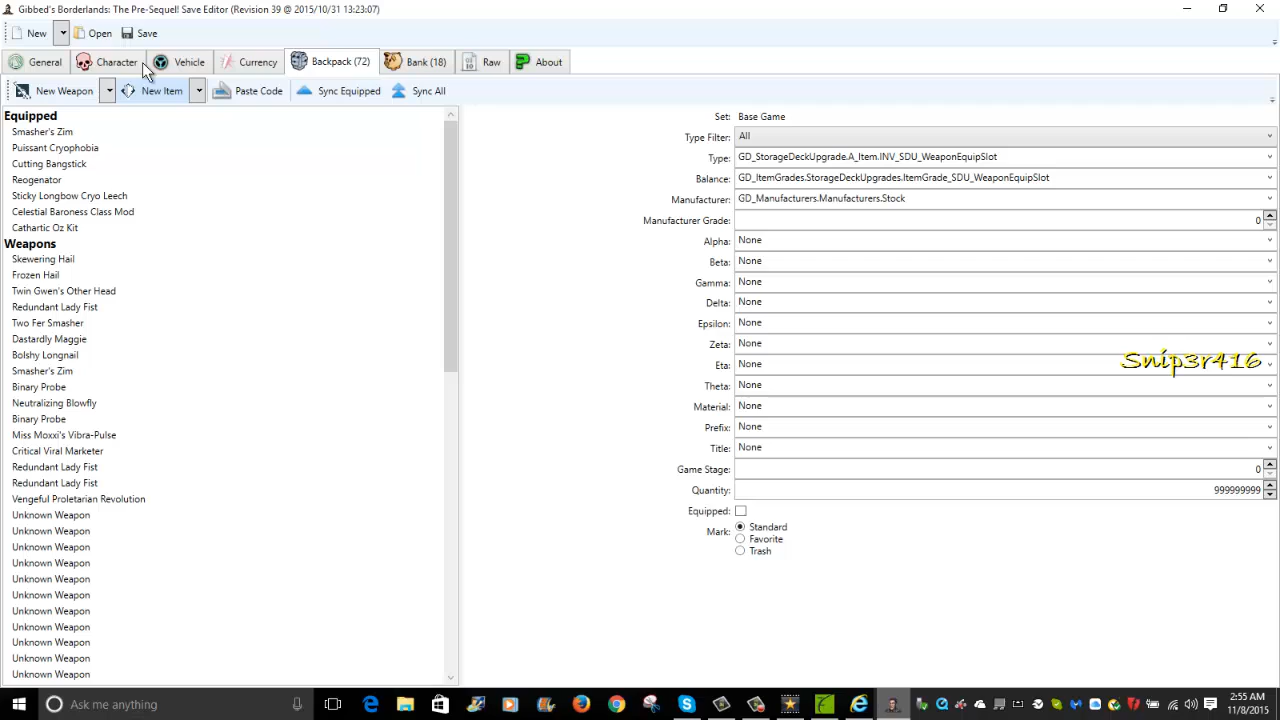 Gibbed's Borderlands: The Pre-Sequel! Save Editor (Revision 39 @ 2015/10/31 13:23:07)
New Open Save
General Character Vehicle Currency Backpack (72) Bank (18) Raw About
New Weapon New Item Paste Code Sync Equipped Sync All
Equipped
Smasher's Zim
Puissant Cryophobia
Cutting Bangstick
Reogenator
Sticky Longbow Cryo Leech
Celestial Baroness Class Mod
Cathartic Oz Kit
Weapons
Skewering Hail
Frozen Hail
Twin Gwen's Other Head
Redundant Lady Fist
Two Fer Smasher
Dastardly Maggie
Bolshy Longnail
Smasher's Zim
Binary Probe
Neutralizing Blowfly
Binary Probe
Miss Moxxi's Vibra-Pulse
Critical Viral Marketer
Redundant Lady Fist
Redundant Lady Fist
Vengeful Proletarian Revolution
Unknown Weapon
Unknown Weapon
Unknown Weapon
Unknown Weapon
Unknown Weapon
Unknown Weapon
Unknown Weapon
Unknown Weapon
Unknown Weapon
Unknown Weapon
Unknown Weapon
Set: Base Game
Type Filter: All
Type: GD_StorageDeckUpgrade.A_Item.INV_SDU_WeaponEquipSlot
Balance: GD_ItemGrades.StorageDeckUpgrades.ItemGrade_SDU_WeaponEquipSlot
Manufacturer: GD_Manufacturers.Manufacturers.Stock
Manufacturer Grade: 0
Alpha: None
Beta: None
Gamma: None
Delta: None
Epsilon: None
Zeta: None
Eta: None
Snip3r416
Theta: None
Material: None
Prefix: None
Title: None
Game Stage: 0
Quantity: 999999999
Equipped:
Mark: Standard
Favorite
Trash
Ask me anything
2:55 AM
11/8/2015